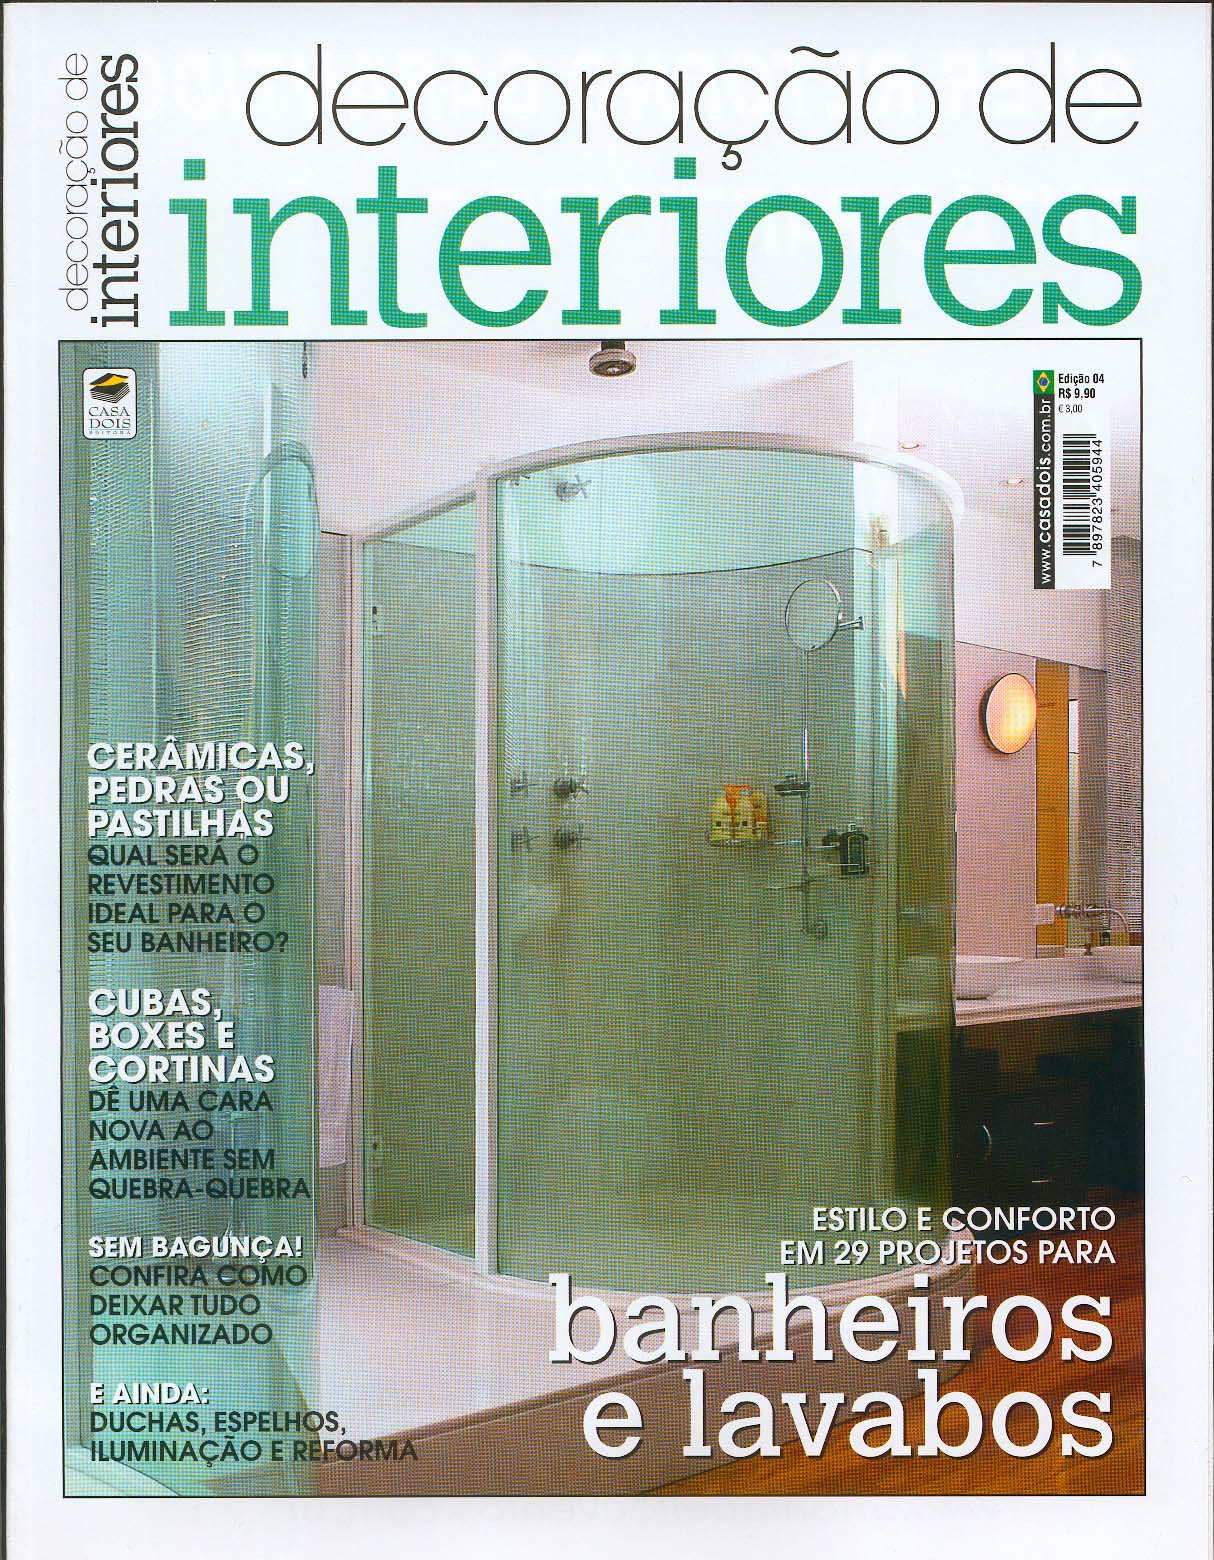 decoração de
interiores
decoração de
interiores
CASA
DOIS
EDITORA
Edição 04
R$ 9,90
€ 3,00
www.casadois.com.br
7 897823 405944
CERÂMICAS,
PEDRAS OU
PASTILHAS
QUAL SERÁ O
REVESTIMENTO
IDEAL PARA O
SEU BANHEIRO?
CUBAS,
BOXES E
CORTINAS
DÊ UMA CARA
NOVA AO
AMBIENTE SEM
QUEBRA-QUEBRA
SEM BAGUNÇA!
CONFIRA COMO
DEIXAR TUDO
ORGANIZADO
E AINDA:
DUCHAS, ESPELHOS,
ILUMINAÇÃO E REFORMA
ESTILO E CONFORTO
EM 29 PROJETOS PARA
banheiros
e lavabos